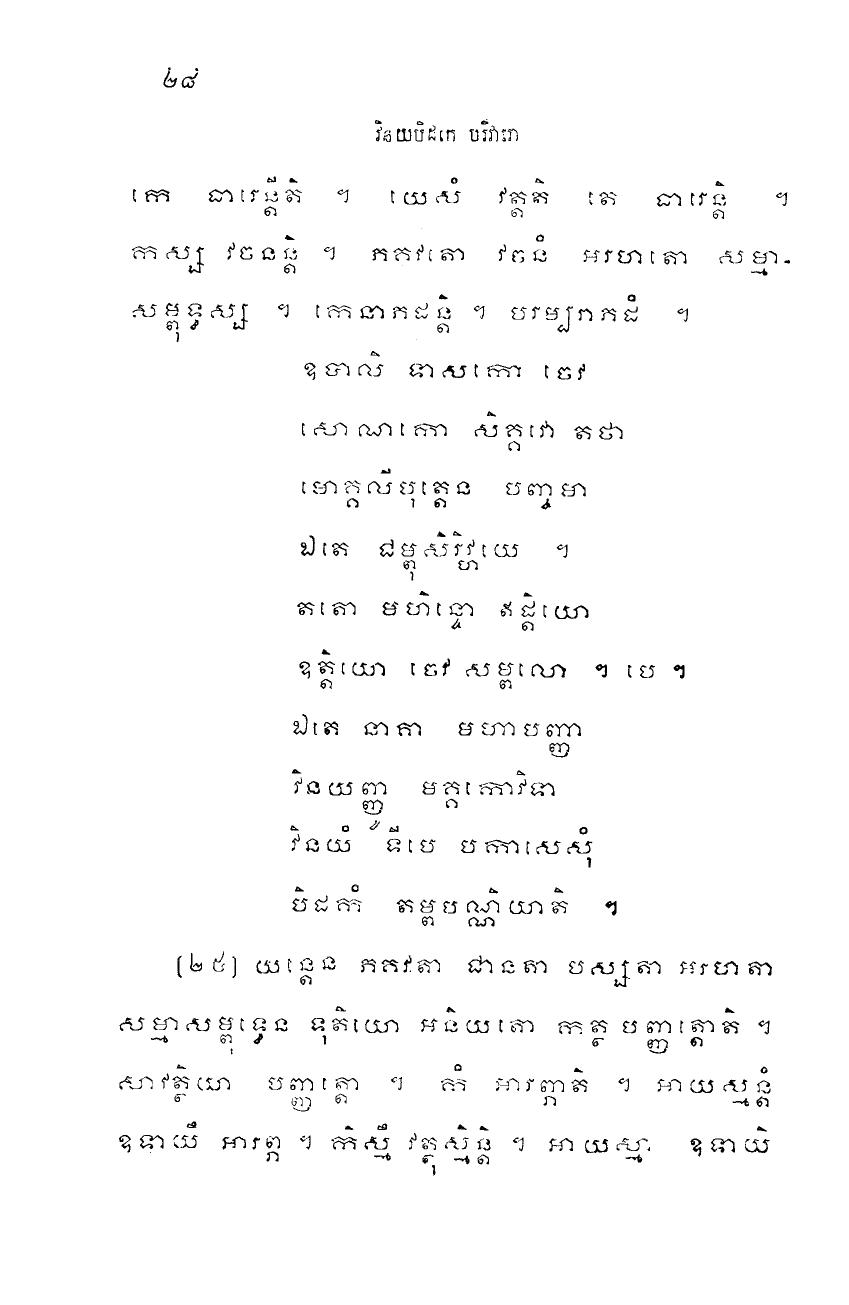 ២៨
វិនយបិដកេ បរិវារោ
កេ ធារេន្តីតិ ។ យេសំ វត្តតិ តេ ធារេន្តិ ។
កស្ស វចនន្តិ ។ ភគវតោ វចនំ អរហតោ សម្មា-
សម្ពុទ្ធស្ស ។ កេនាភដន្តិ ។ បរម្បរាភដំ ។
ឧបាលិ ទាសកោ ចេវ
សោណកោ សិគ្គវោ តថា
មោគ្គលីបុត្តេន បញ្ចមា
ឯតេ ជម្ពុសិរិវ្ហយេ ។
តតោ មហិន្ទោ ឥដ្តិយោ
ឧត្តិយោ ចេវ សម្ពលោ ។ បេ ។
ឯតេ នាគា មហាបញ្ញា
វិនយញ្ញូ មគ្គកោវិទា
វិនយំ ទីបេ បកាសេសុំ
បិដកំ តម្ពបណ្ណិយាតិ ។
(២៥) យន្តេន ភគវតា ជានតា បស្សតា អរហតា
សម្មាសម្ពុទ្ធេន ទុតិយោ អនិយតោ កត្ថ បញ្ញត្តោតិ ។
សាវត្ថិយា បញ្ញត្តោ ។ កំ អារព្ភាតិ ។ អាយស្មន្តំ
ឧទាយឹ អារព្ភ ។ កិស្មឹ វត្ថុស្មិន្តិ ។ អាយស្មា ឧទាយិ